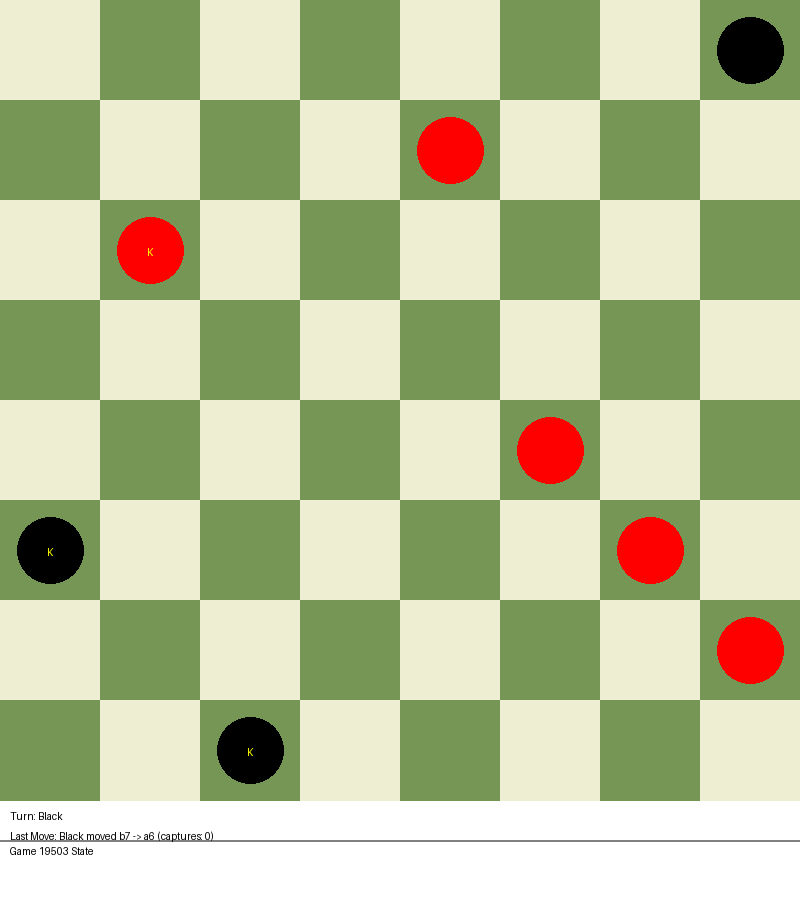 K
K
K
Turn: Black
Last Move: Black moved b7 -> a6 (captures: 0)
Game 19503 State